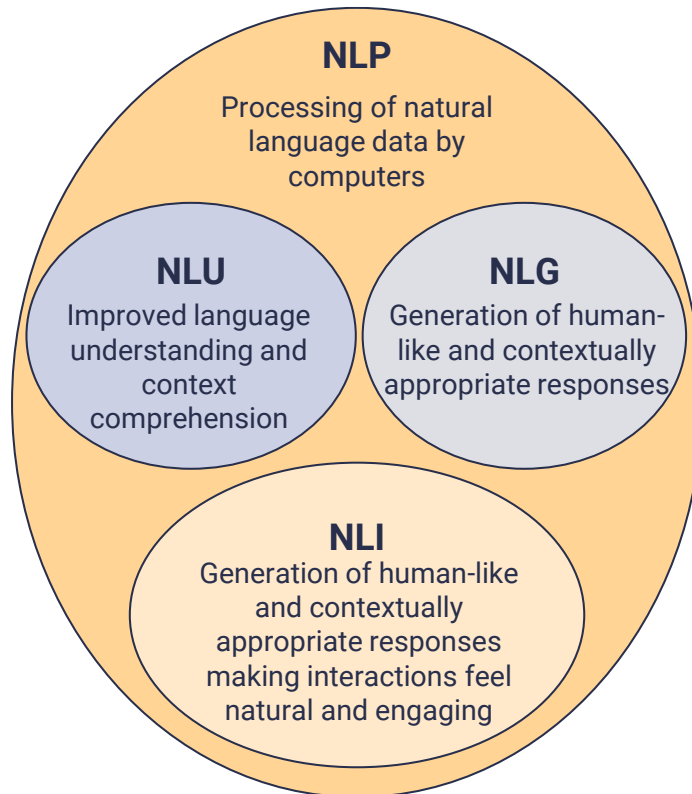 NLP
Processing of natural
language data by
computers
NLU
Improved language
understanding and
context
comprehension
NLG
Generation of human-
like and contextually
appropriate responses
NLI
Generation of human-like
and contextually
appropriate responses
making interactions feel
natural and engaging